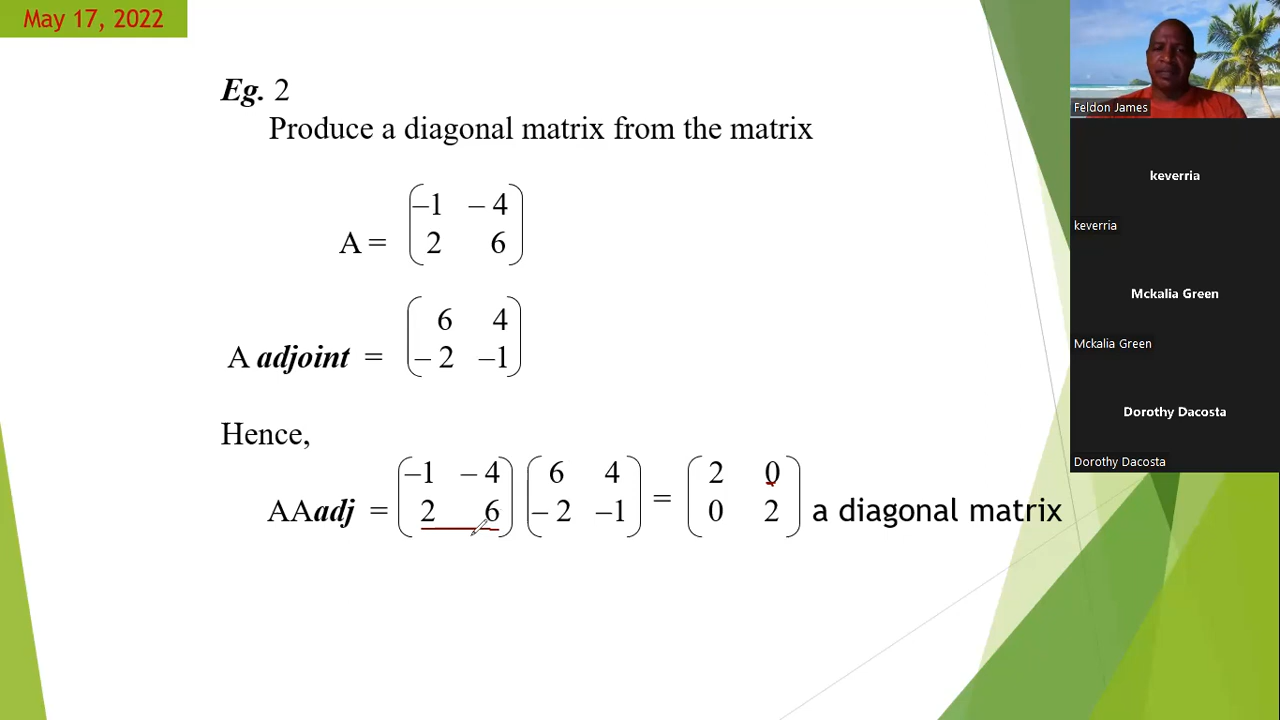 May 17, 2022
Eg. 2
Produce a diagonal matrix from the matrix
–1 – 4
A = 2 6
6 4
A adjoint = – 2 –1
Hence,
–1 – 4 6 4 2 0
AAadj = 2 6 – 2 –1 = 0 2 a diagonal matrix
Feldon James
keverria
keverria
Mckalia Green
Mckalia Green
Dorothy Dacosta
Dorothy Dacosta